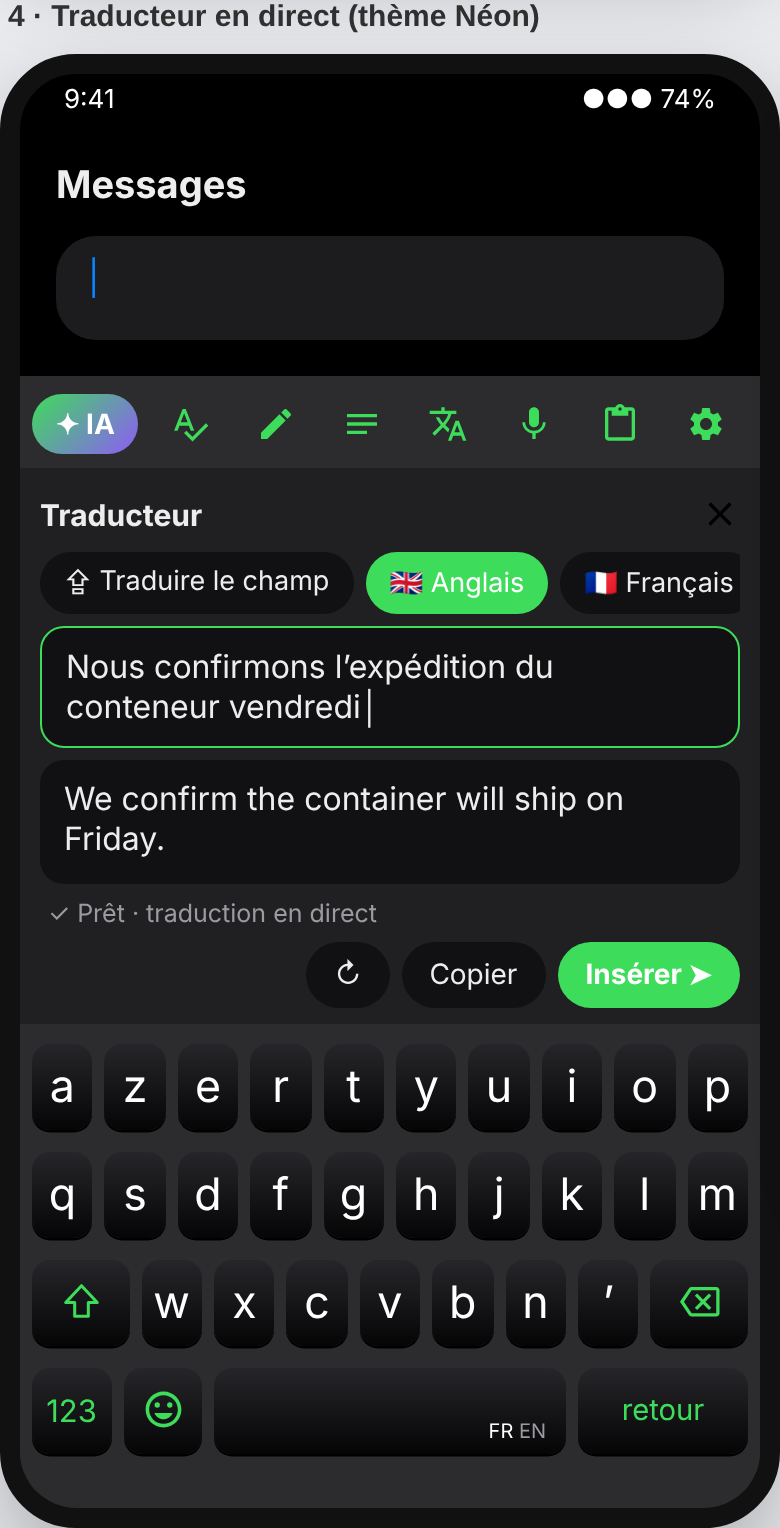 4 · Traducteur en direct (thème Néon)
9:41
74%
Messages
✦ IA
Traducteur
Traduire le champ
🇬🇧 Anglais
🇫🇷 Français
Nous confirmons l’expédition du
conteneur vendredi
We confirm the container will ship on
Friday.
✓ Prêt · traduction en direct
↻
Copier
Insérer ➤
a z e r t y u i o p
q s d f g h j k l m
w x c v b n ’
123
FR EN
retour